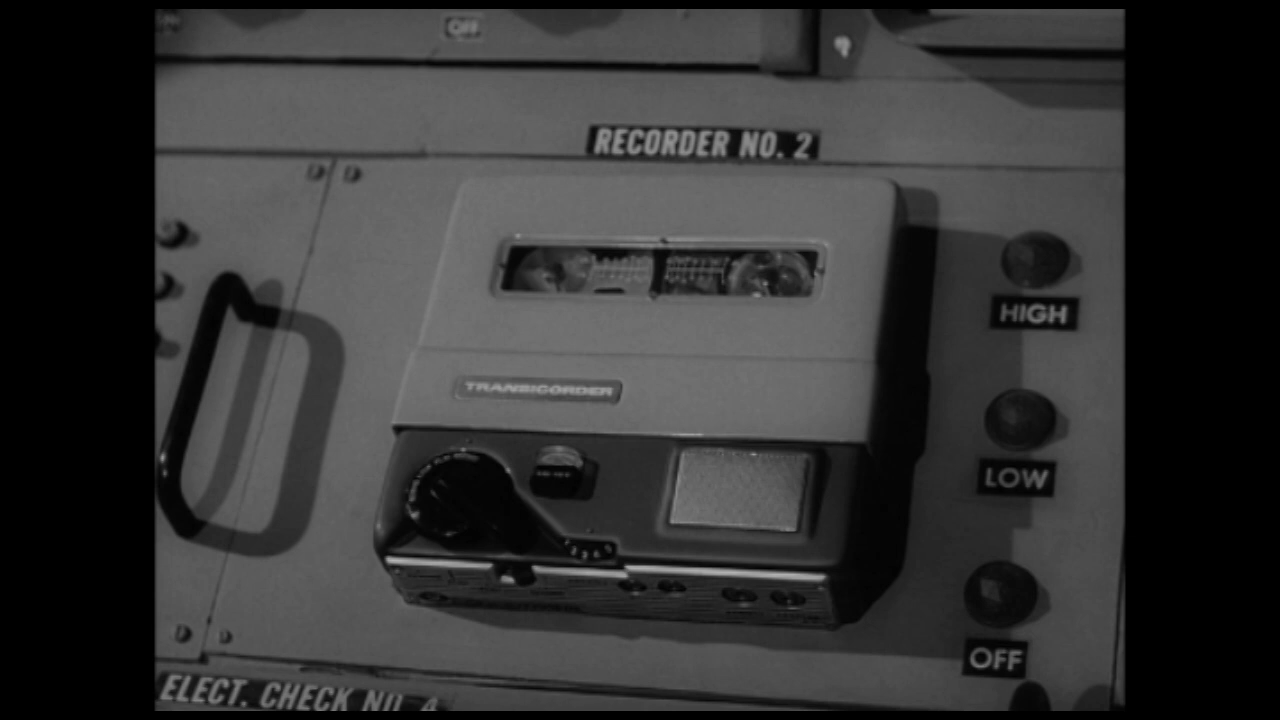 OFF
RECORDER NO. 2
HIGH
TRANSICORDER
LOW
OFF
ELECT. CHECK NO. 4